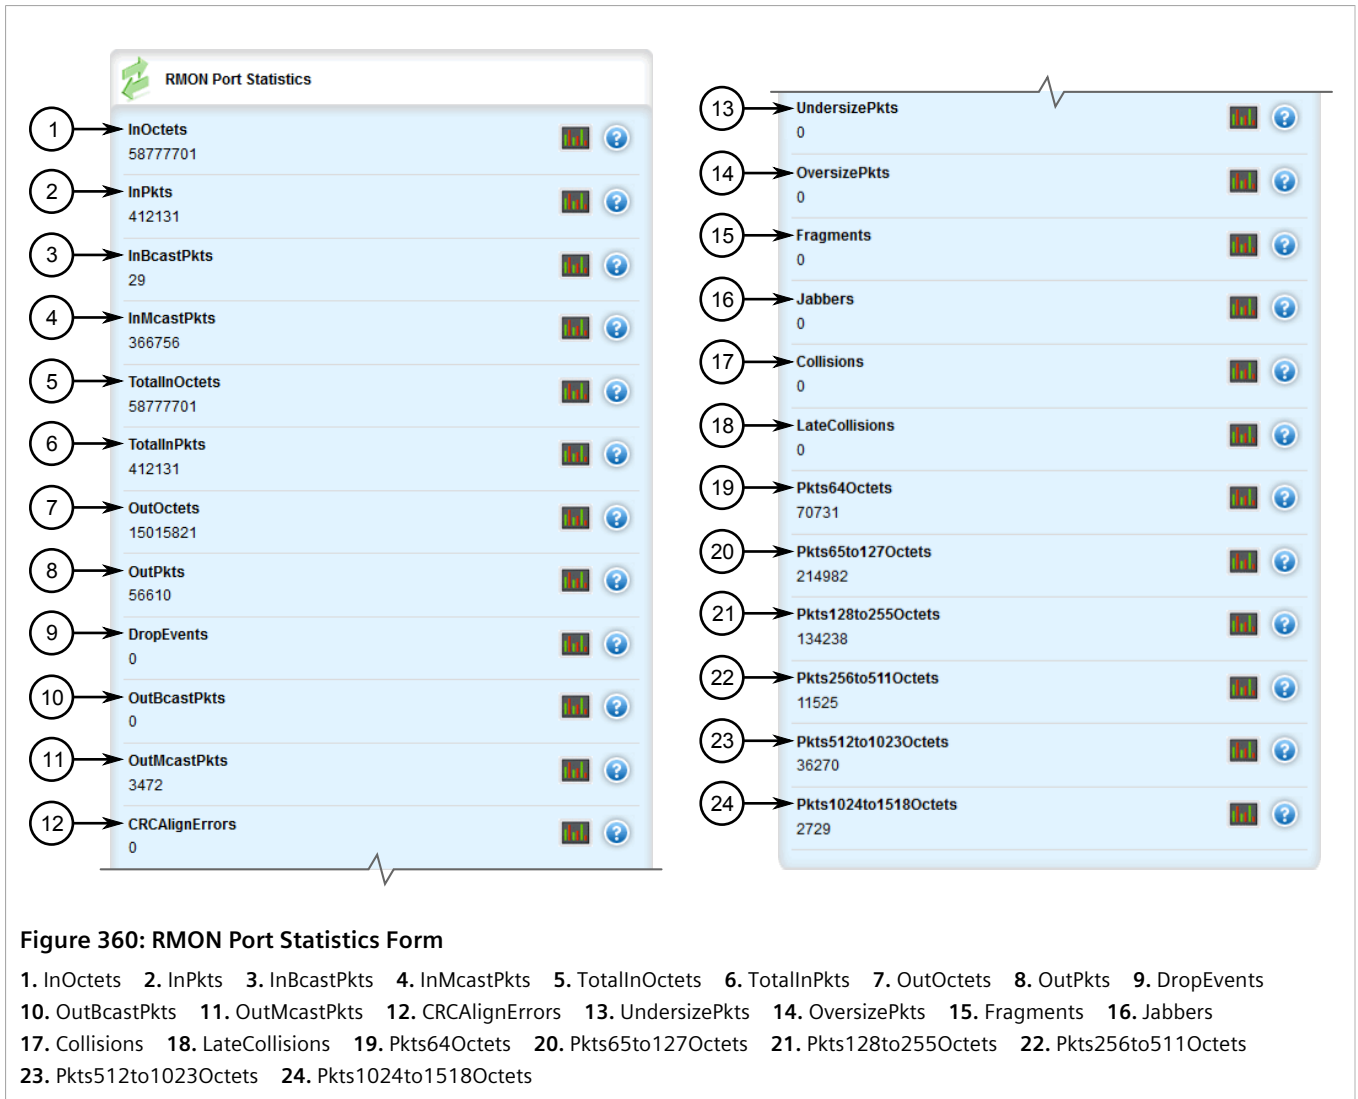 RMON Port Statistics
1
InOctets
58777701
2
InPkts
412131
3
InBcastPkts
29
4
InMcastPkts
366756
5
TotalInOctets
58777701
6
TotalInPkts
412131
7
OutOctets
15015821
8
OutPkts
56610
9
DropEvents
0
10
OutBcastPkts
0
11
OutMcastPkts
3472
12
CRCAlignErrors
0
13
UndersizePkts
0
14
OversizePkts
0
15
Fragments
0
16
Jabbers
0
17
Collisions
0
18
LateCollisions
0
19
Pkts64Octets
70731
20
Pkts65to127Octets
214982
21
Pkts128to255Octets
134238
22
Pkts256to511Octets
11525
23
Pkts512to1023Octets
36270
24
Pkts1024to1518Octets
2729
Figure 360: RMON Port Statistics Form
1. InOctets 2. InPkts 3. InBcastPkts 4. InMcastPkts 5. TotalInOctets 6. TotalInPkts 7. OutOctets 8. OutPkts 9. DropEvents
10. OutBcastPkts 11. OutMcastPkts 12. CRCAlignErrors 13. UndersizePkts 14. OversizePkts 15. Fragments 16. Jabbers
17. Collisions 18. LateCollisions 19. Pkts64Octets 20. Pkts65to127Octets 21. Pkts128to255Octets 22. Pkts256to511Octets
23. Pkts512to1023Octets 24. Pkts1024to1518Octets